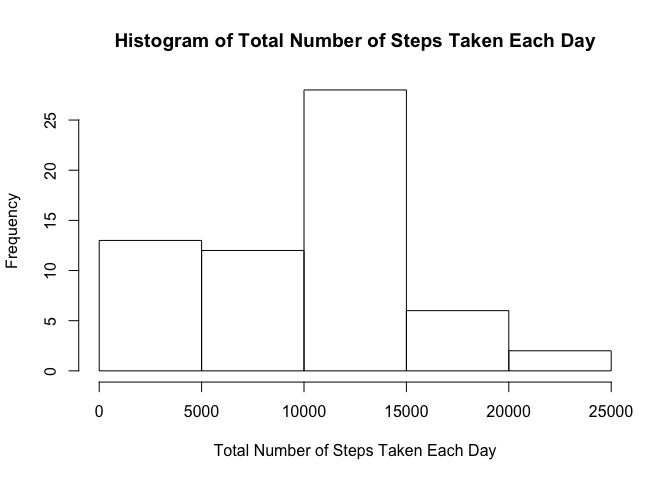 Histogram of Total Number of Steps Taken Each Day
Frequency
25
20
15
10
5
0
0 5000 10000 15000 20000 25000
Total Number of Steps Taken Each Day